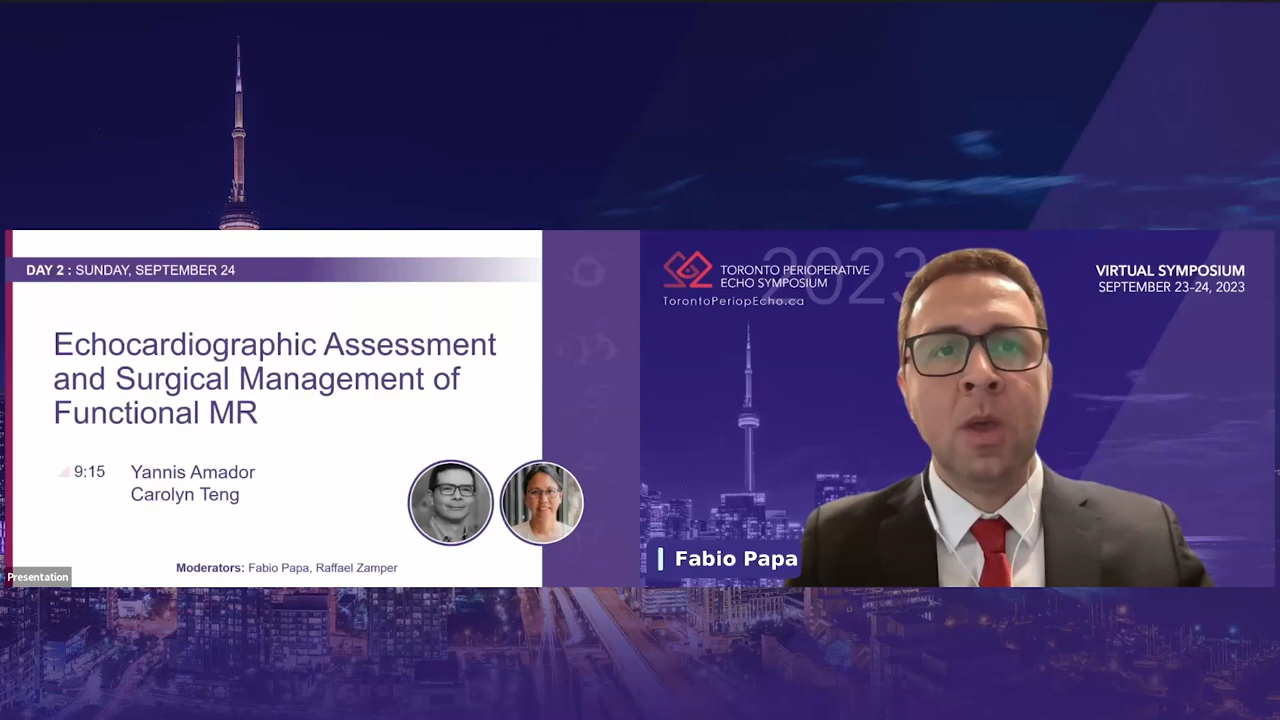 DAY 2 : SUNDAY, SEPTEMBER 24
Echocardiographic Assessment
and Surgical Management of
Functional MR
9:15
Yannis Amador
Carolyn Teng
Moderators: Fabio Papa, Raffael Zamper
Presentation
2023
TORONTO PERIOPERATIVE
ECHO SYMPOSIUM
TorontoPeriopEcho.ca
VIRTUAL SYMPOSIUM
SEPTEMBER 23-24, 2023
Fabio Papa